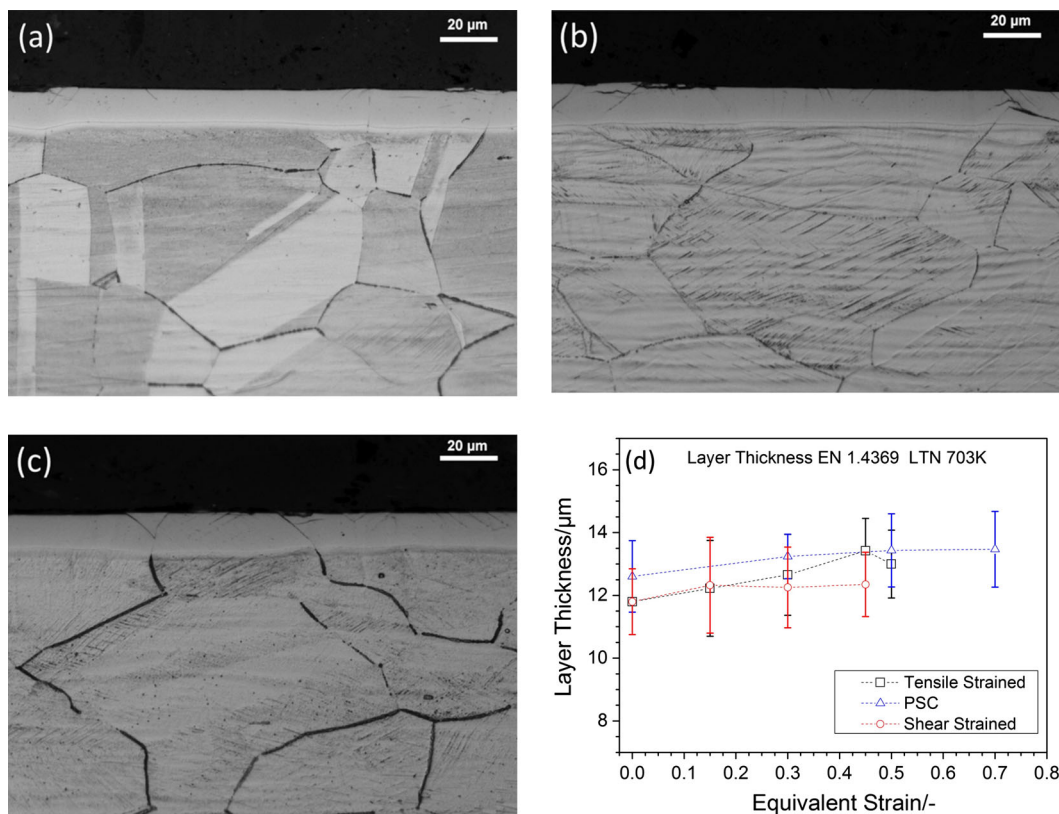 (a)
20 µm
(b)
20 µm
(c)
20 µm
(d)
Layer Thickness EN 1.4369 LTN 703K
Layer Thickness/µm
16
14
12
10
8
Tensile Strained
PSC
Shear Strained
0.0 0.1 0.2 0.3 0.4 0.5 0.6 0.7 0.8
Equivalent Strain/-